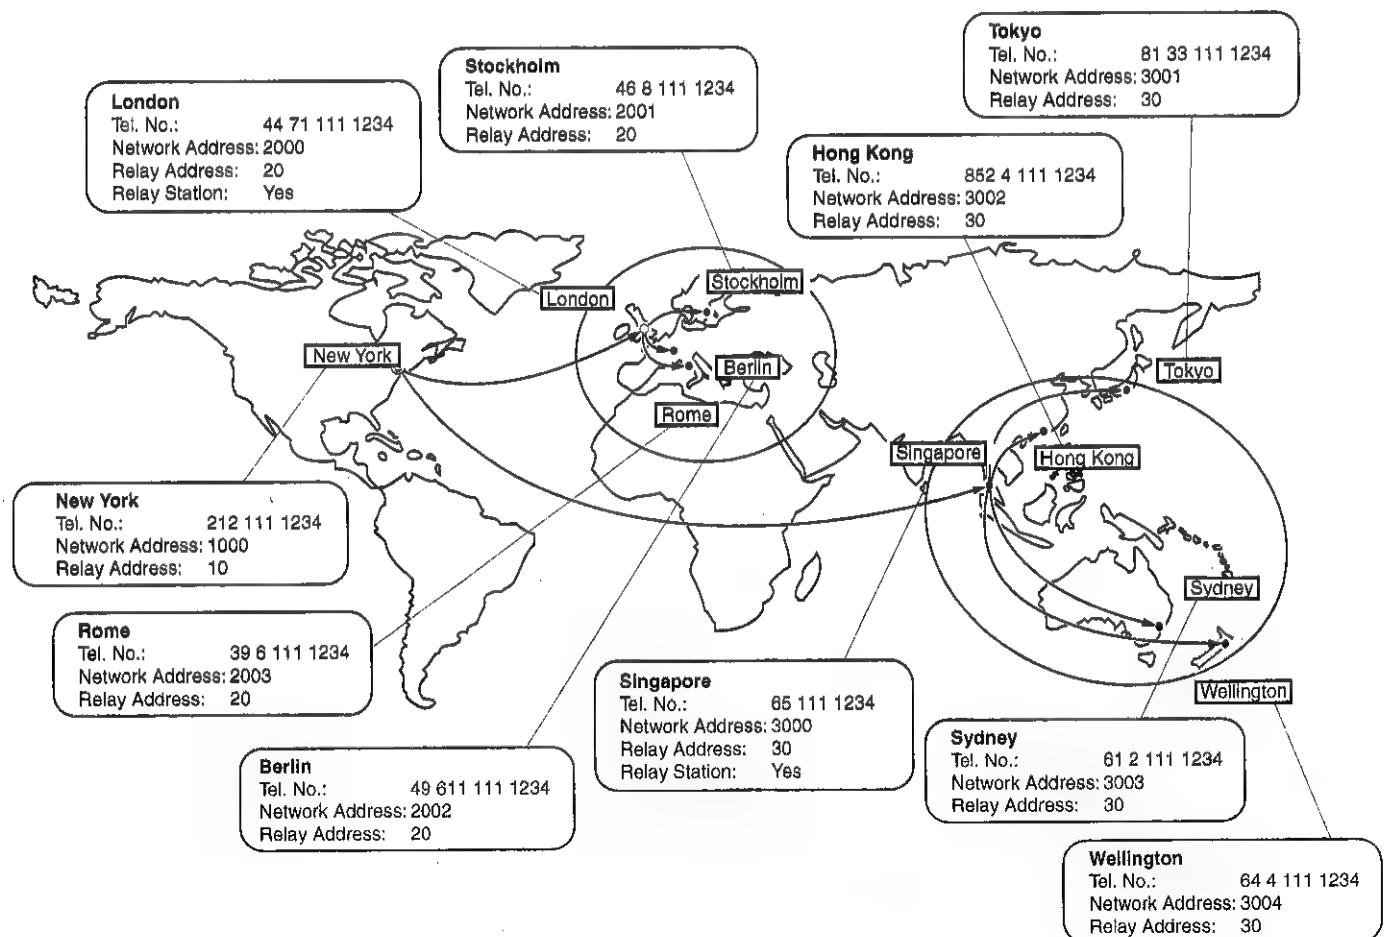 Tokyo
Tel. No.: 81 33 111 1234
Network Address: 3001
Relay Address: 30
Stockholm
Tel. No.: 46 8 111 1234
Network Address: 2001
Relay Address: 20
London
Tel. No.: 44 71 111 1234
Network Address: 2000
Relay Address: 20
Relay Station: Yes
Hong Kong
Tel. No.: 852 4 111 1234
Network Address: 3002
Relay Address: 30
Stockholm
London
New York
Berlin
Tokyo
Rome
Singapore
Hong Kong
New York
Tel. No.: 212 111 1234
Network Address: 1000
Relay Address: 10
Sydney
Rome
Tel. No.: 39 6 111 1234
Network Address: 2003
Relay Address: 20
Singapore
Tel. No.: 65 111 1234
Network Address: 3000
Relay Address: 30
Relay Station: Yes
Wellington
Sydney
Tel. No.: 61 2 111 1234
Network Address: 3003
Relay Address: 30
Berlin
Tel. No.: 49 611 111 1234
Network Address: 2002
Relay Address: 20
Wellington
Tel. No.: 64 4 111 1234
Network Address: 3004
Relay Address: 30